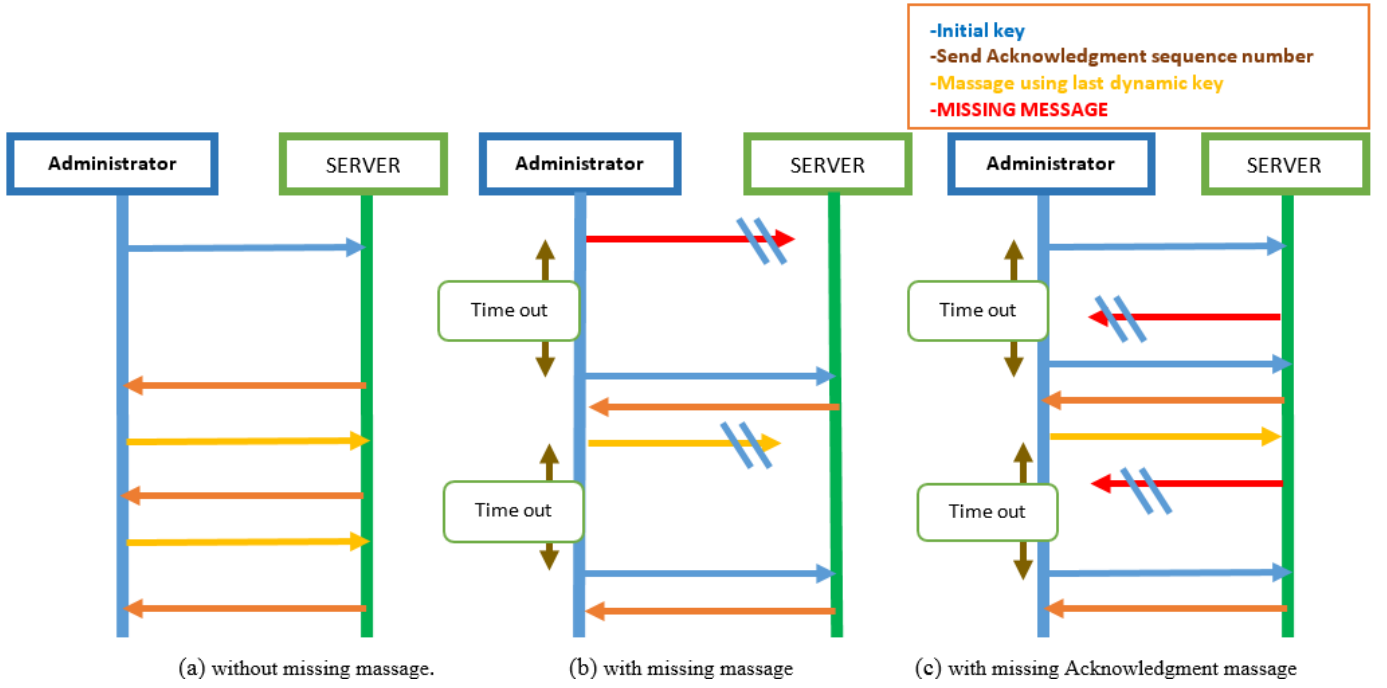 -Initial key
-Send Acknowledgment sequence number
-Massage using last dynamic key
-MISSING MESSAGE
Administrator
SERVER
Administrator
SERVER
Administrator
SERVER
Time out
Time out
Time out
Time out
(a) without missing massage.
(b) with missing massage
(c) with missing Acknowledgment massage